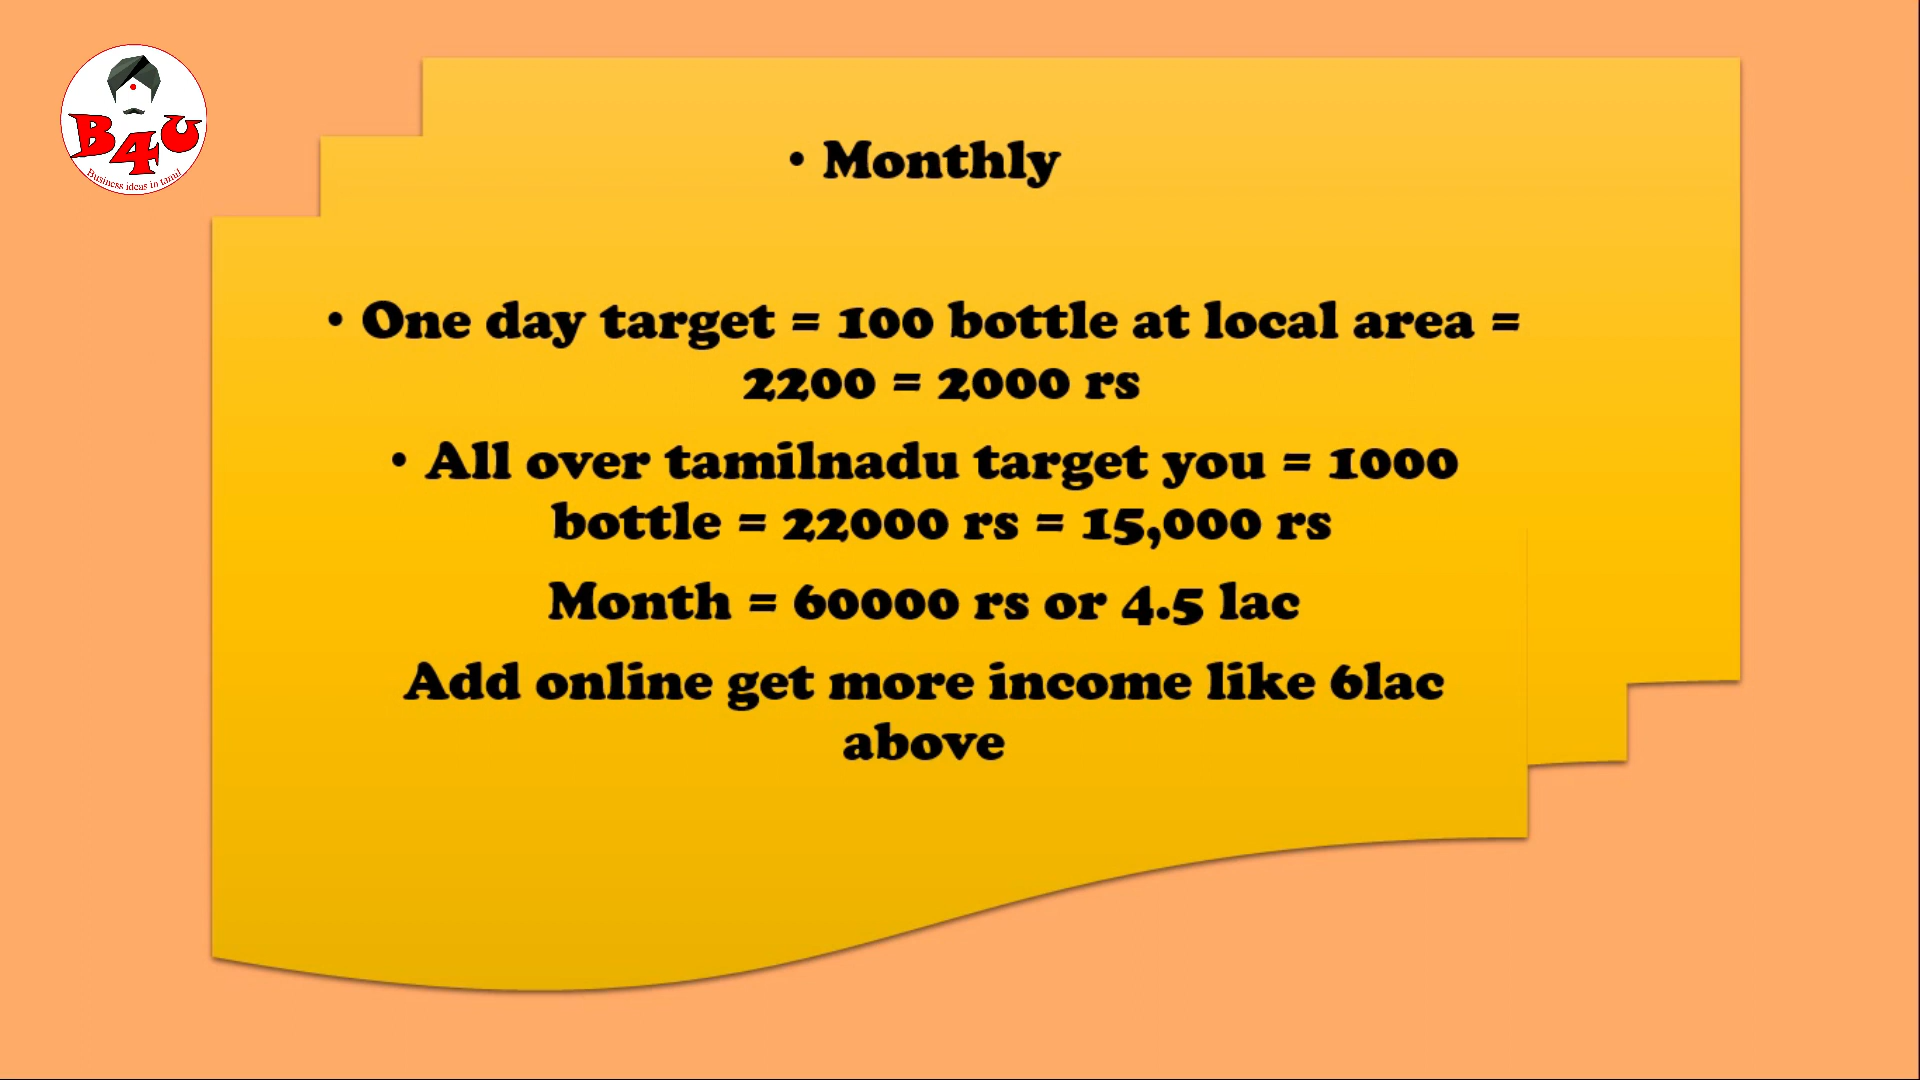 B4U
Business ideas in tamil
• Monthly
• One day target = 100 bottle at local area =
2200 = 2000 rs
• All over tamilnadu target you = 1000
bottle = 22000 rs = 15,000 rs
Month = 60000 rs or 4.5 lac
Add online get more income like 6lac
above